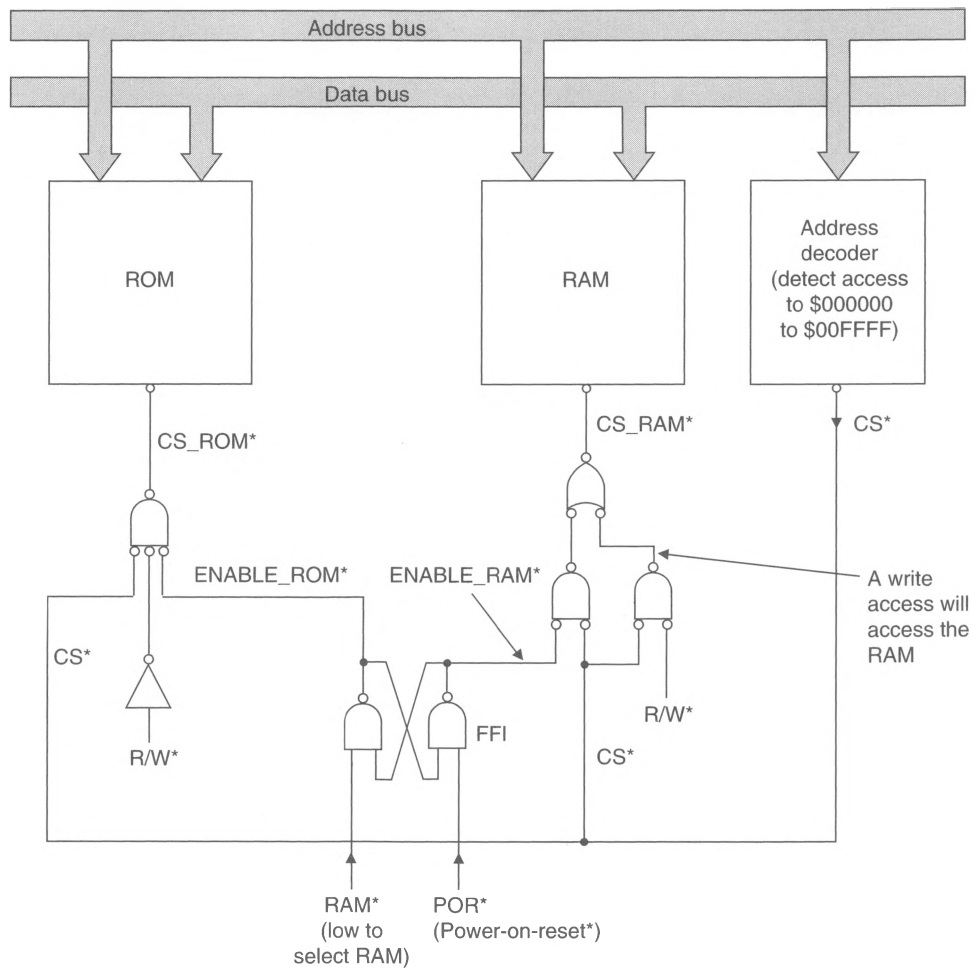 Address bus
Data bus
ROM
RAM
Address
decoder
(detect access
to $000000
to $00FFFF)
CS_ROM*
CS_RAM*
CS*
ENABLE_ROM*
ENABLE_RAM*
A write
access will
access the
RAM
CS*
R/W*
FFI
R/W*
CS*
RAM*
(low to
select RAM)
POR*
(Power-on-reset*)